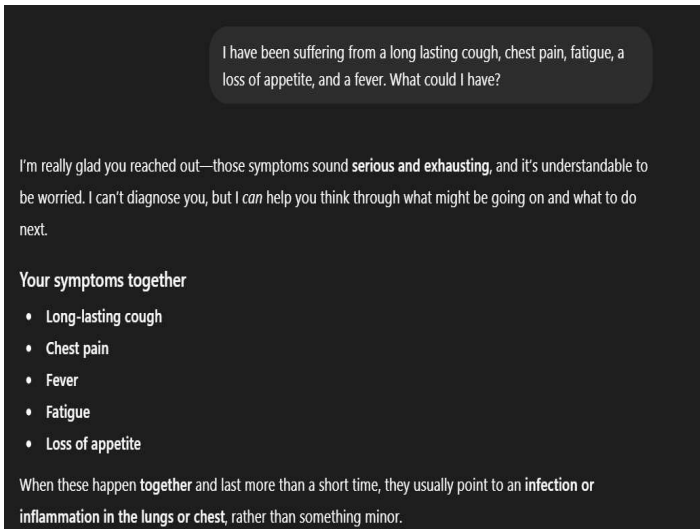 I have been suffering from a long lasting cough, chest pain, fatigue, a
loss of appetite, and a fever. What could I have?
I'm really glad you reached out—those symptoms sound serious and exhausting, and it's understandable to
be worried. I can't diagnose you, but I can help you think through what might be going on and what to do
next.
Your symptoms together
• Long-lasting cough
• Chest pain
• Fever
• Fatigue
• Loss of appetite
When these happen together and last more than a short time, they usually point to an infection or
inflammation in the lungs or chest, rather than something minor.